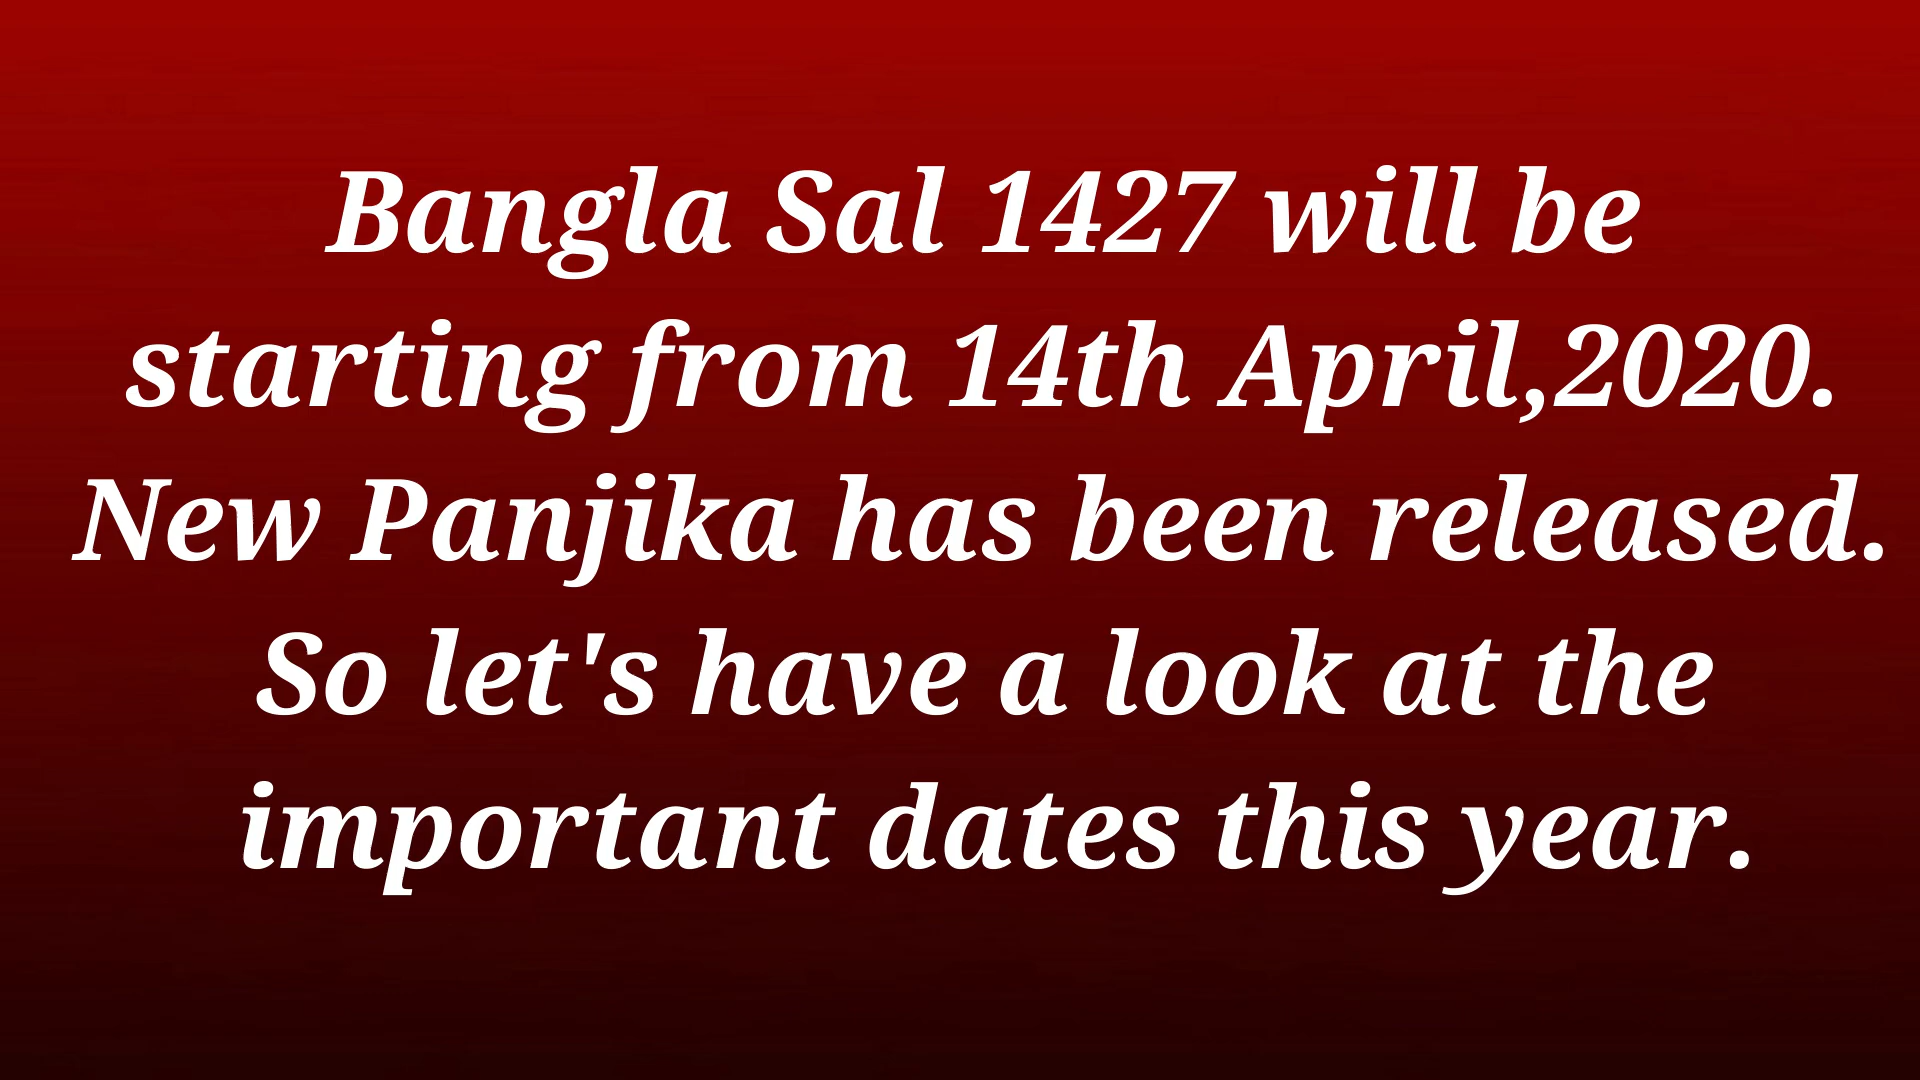 Bangla Sal 1427 will be
starting from 14th April,2020.
New Panjika has been released.
So let's have a look at the
important dates this year.